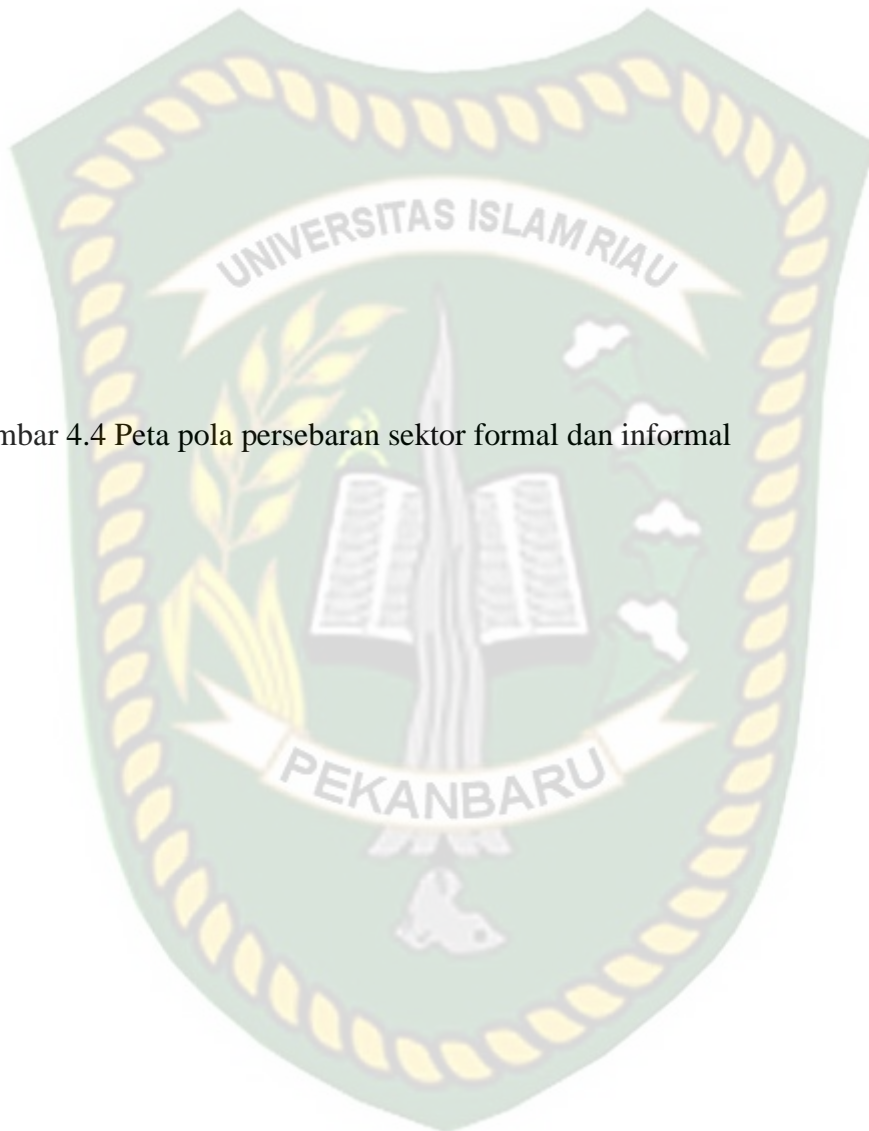 UNIVERSITAS ISLAM RIAU
mbar 4.4 Peta pola persebaran sektor formal dan informal
PEKANBARU